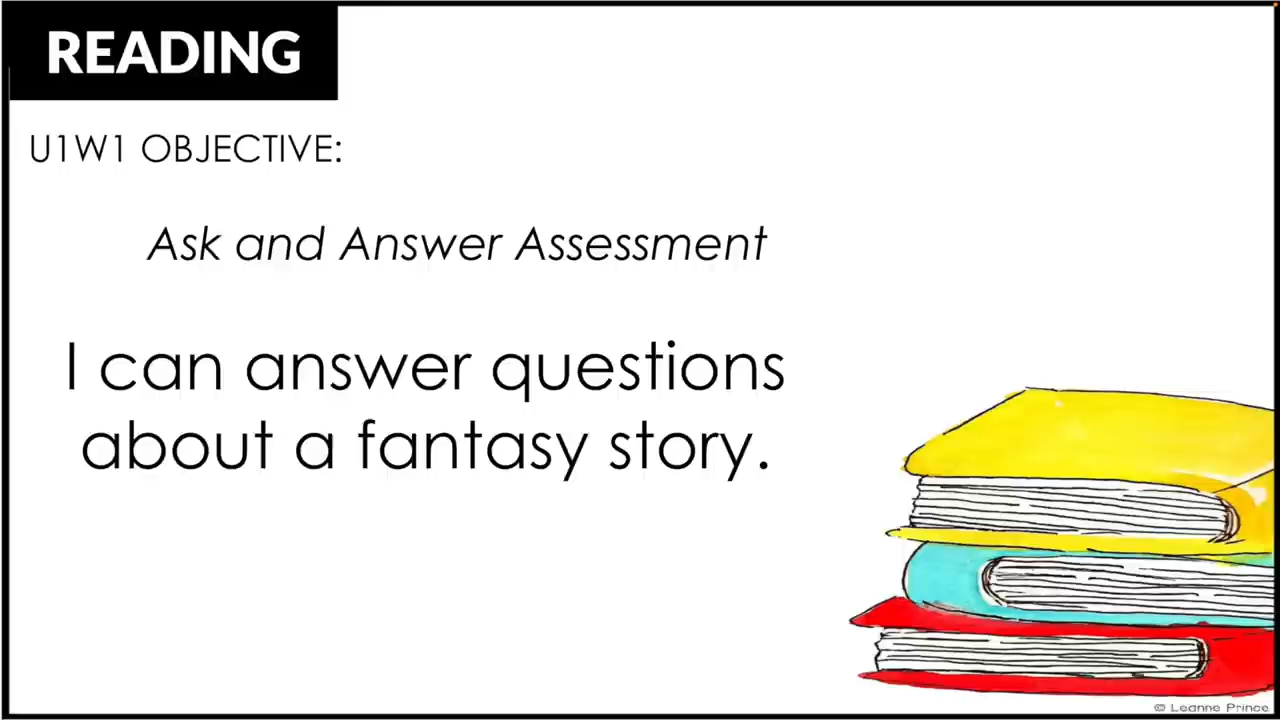 READING
U1W1 OBJECTIVE:
Ask and Answer Assessment
I can answer questions
about a fantasy story.
© Leanne Prince